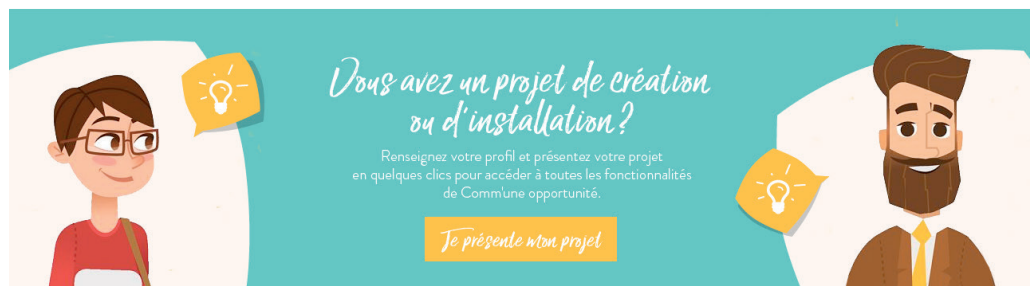 Vous avez un projet de création
ou d'installation ?
Renseignez votre profil et présentez votre projet
en quelques clics pour accéder à toutes les fonctionnalités
de Comm'une opportunité.
Je présente mon projet